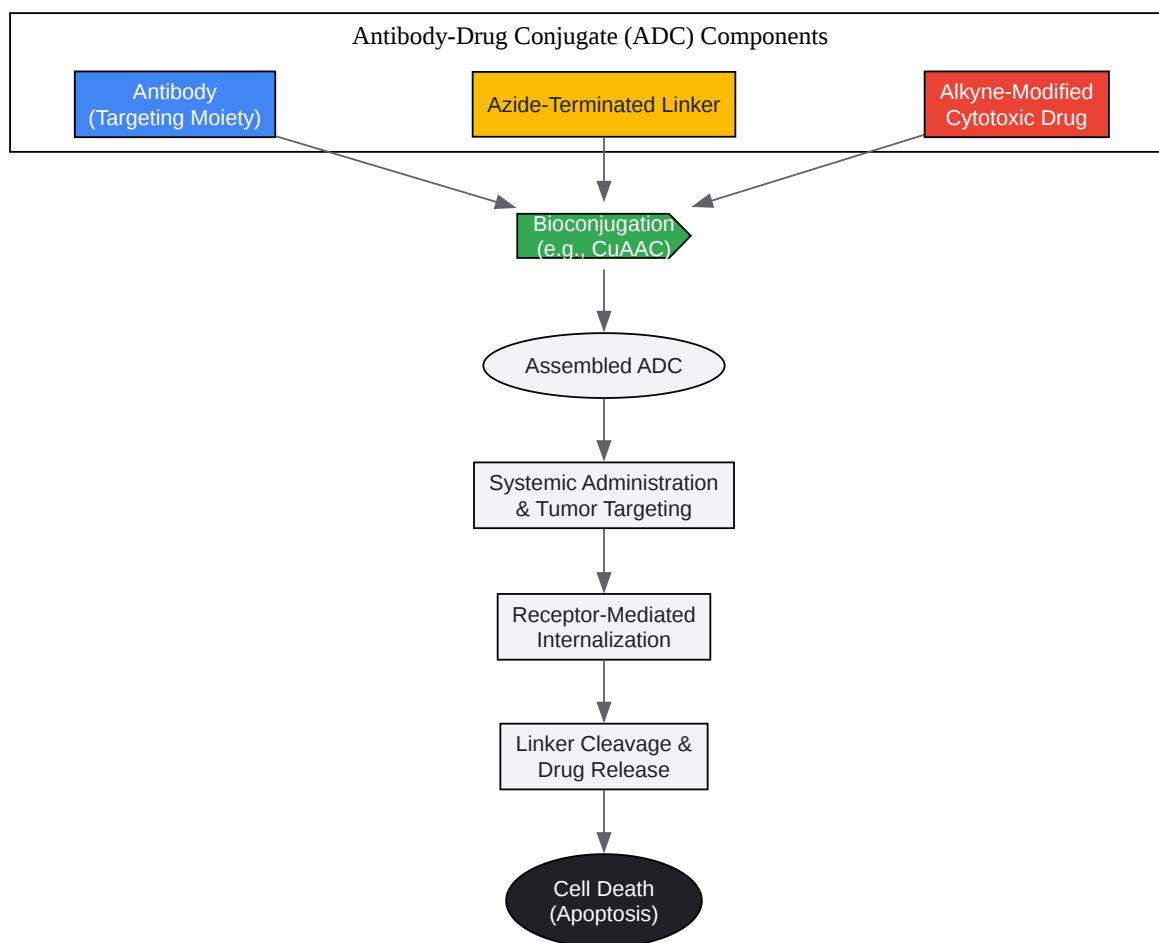 Antibody-Drug Conjugate (ADC) Components
Antibody
(Targeting Moiety)
Azide-Terminated Linker
Alkyne-Modified
Cytotoxic Drug
Bioconjugation
(e.g., CuAAC)
Assembled ADC
Systemic Administration
& Tumor Targeting
Receptor-Mediated
Internalization
Linker Cleavage &
Drug Release
Cell Death
(Apoptosis)